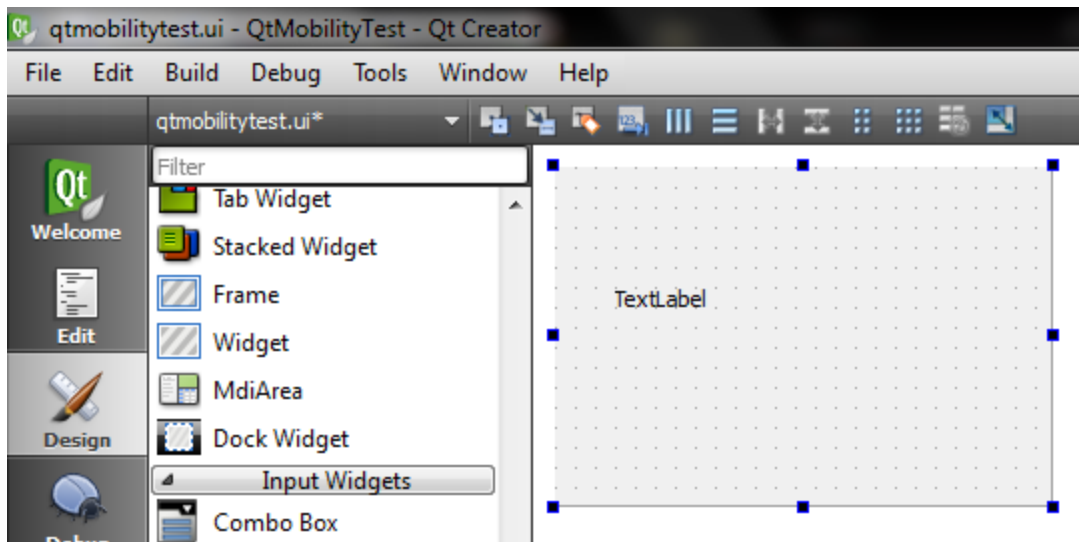 qtmobilitytest.ui - QtMobilityTest - Qt Creator
File Edit Build Debug Tools Window Help
qtmobilitytest.ui*
Filter
Qt
Welcome
Edit
Design
Debug
Tab Widget
Stacked Widget
Frame
Widget
MdiArea
Dock Widget
Input Widgets
Combo Box
TextLabel